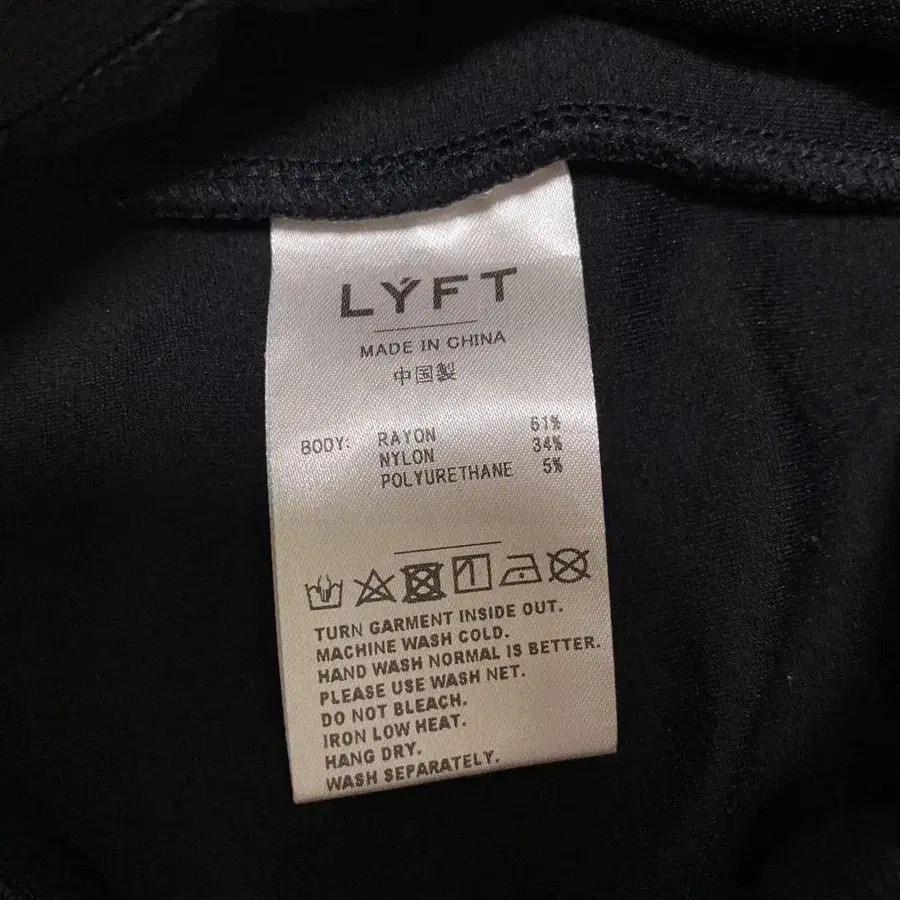 LÝFT
MADE IN CHINA
中国製
BODY: RAYON 61%
NYLON 34%
POLYURETHANE 5%
TURN GARMENT INSIDE OUT.
MACHINE WASH COLD.
HAND WASH NORMAL IS BETTER.
PLEASE USE WASH NET.
DO NOT BLEACH.
IRON LOW HEAT.
HANG DRY.
WASH SEPARATELY.